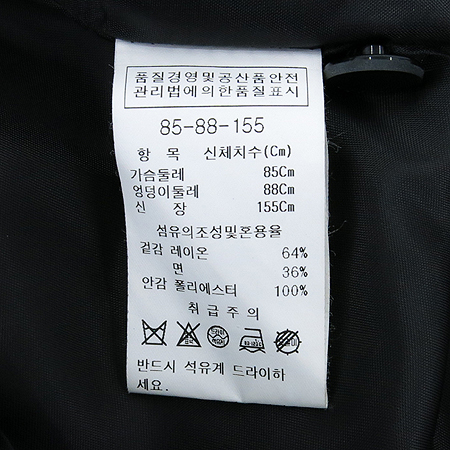 품질경영및공산품안전
관리법에의한품질표시
85-88-155
항 목 신체치수(Cm)
가슴둘레 85Cm
엉덩이둘레 88Cm
신 장 155Cm
섬유의조성및혼용율
겉감 레이온 64%
면 36%
안감 폴리에스터 100%
취급주의
반드시 석유계 드라이하
세요.